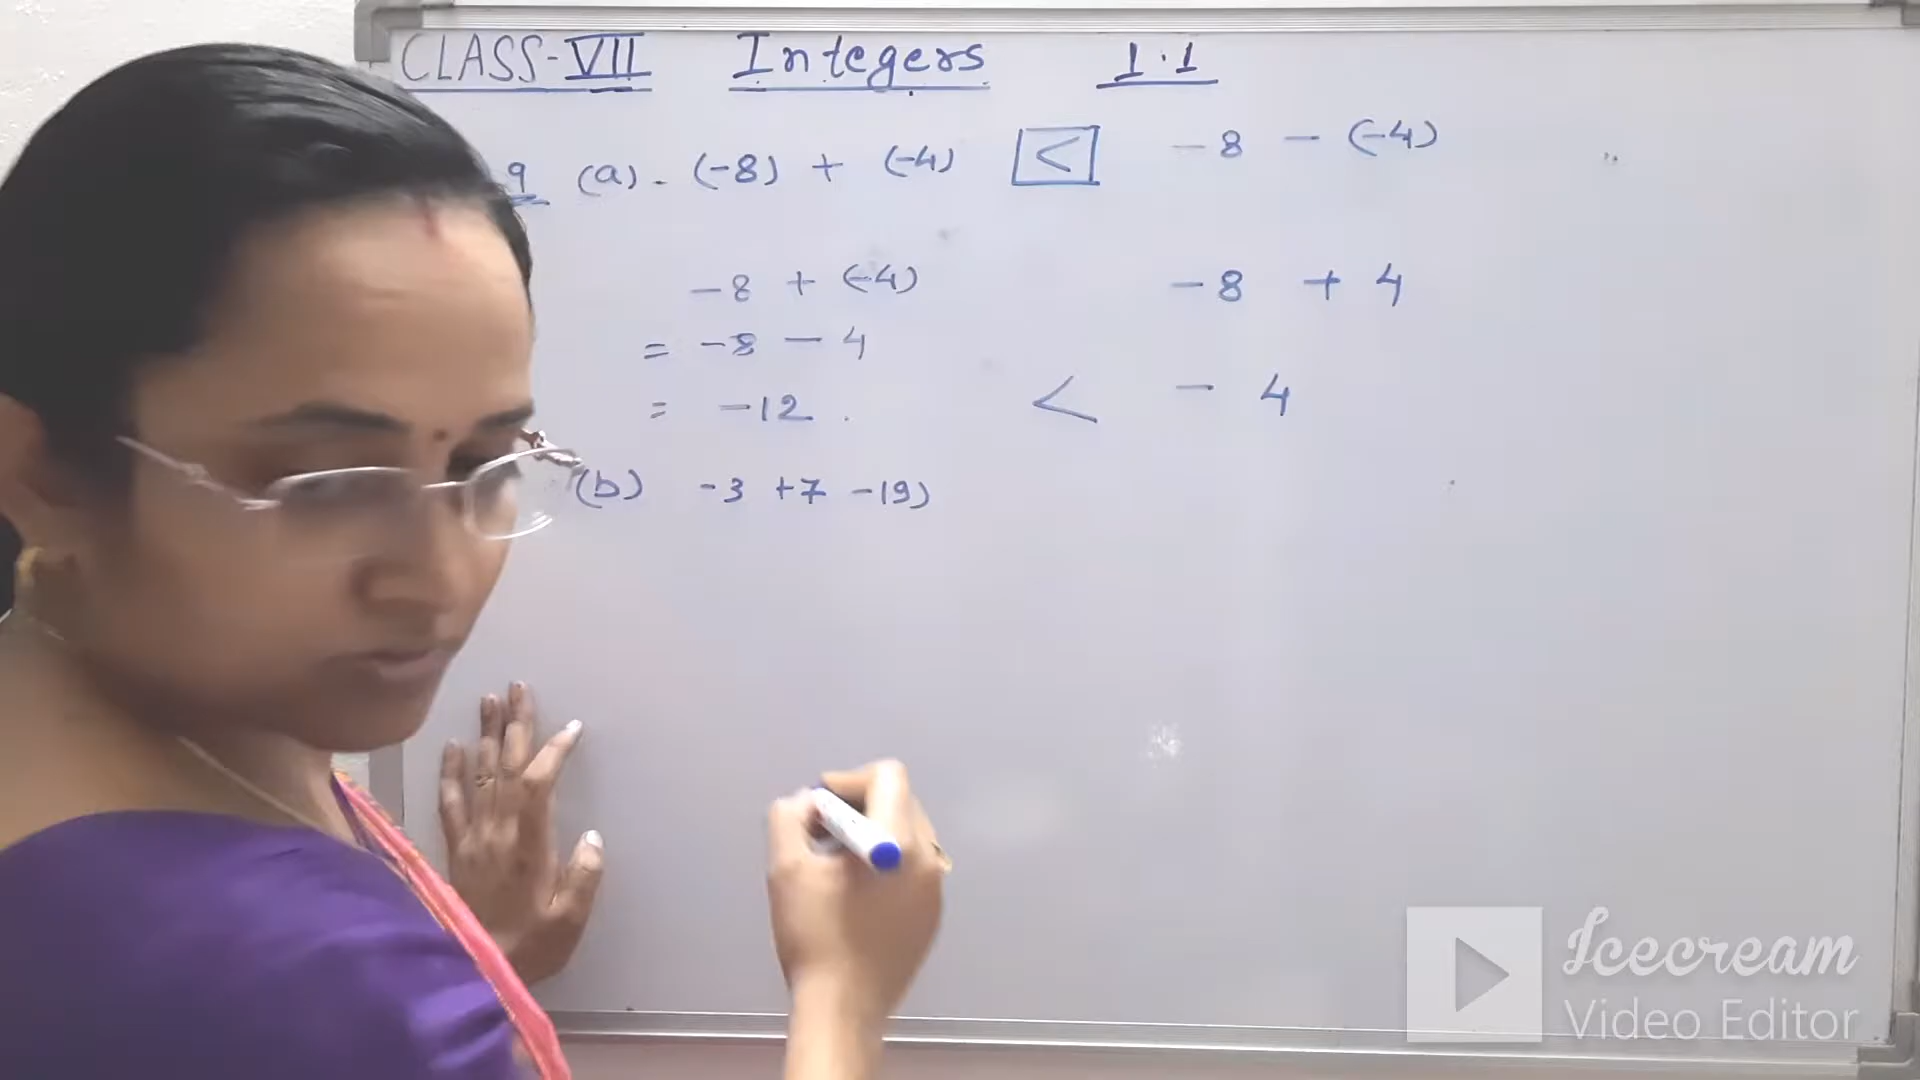 CLASS-VII Integers 1.1
9 (a). (-8) + (-4) < -8 - (-4)
-8 + (-4) -8 + 4
= -8 - 4
= -12. < - 4
(b) -3 +7 -19)
Icecream
Video Editor